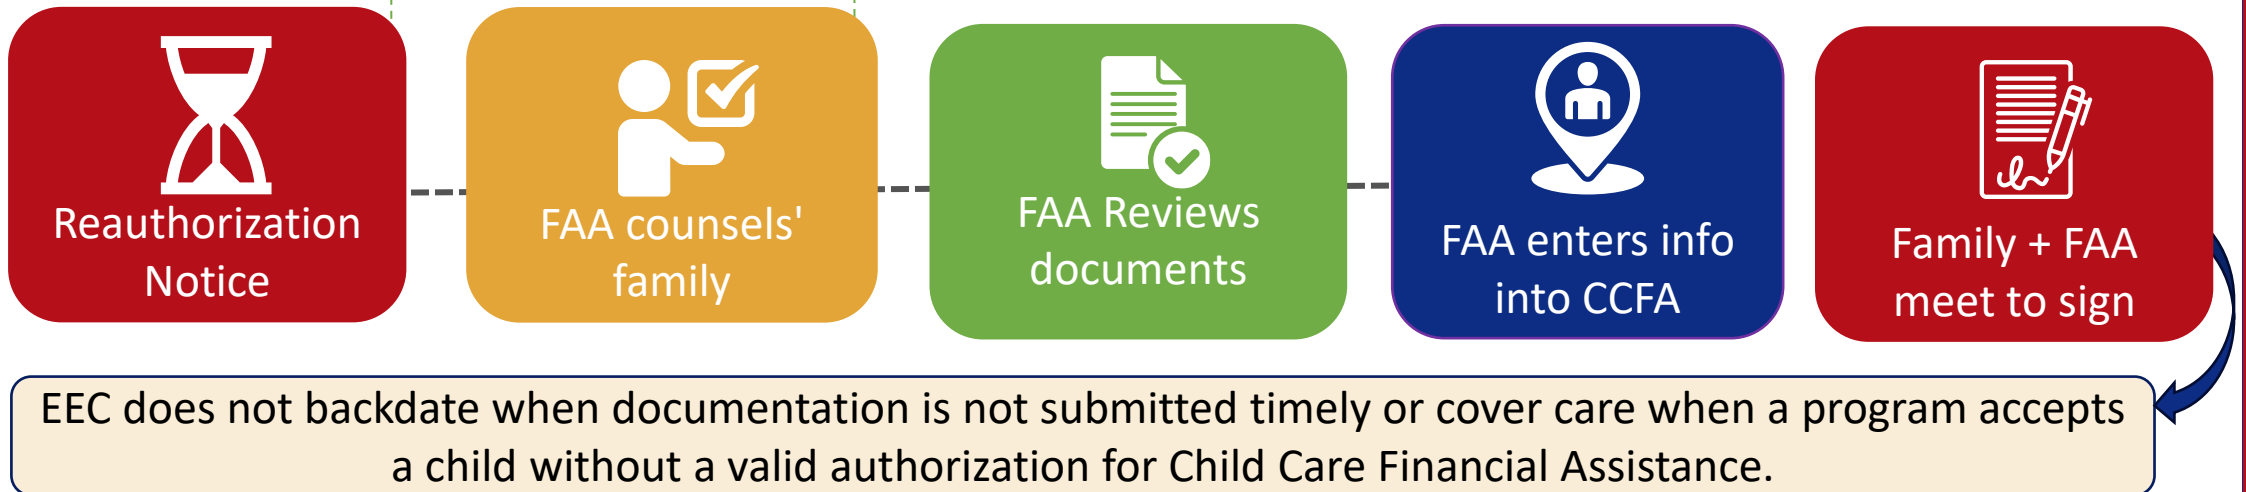 Reauthorization
Notice
FAA counsels'
family
FAA Reviews
documents
FAA enters info
into CCFA
Family + FAA
meet to sign
EEC does not backdate when documentation is not submitted timely or cover care when a program accepts
a child without a valid authorization for Child Care Financial Assistance.